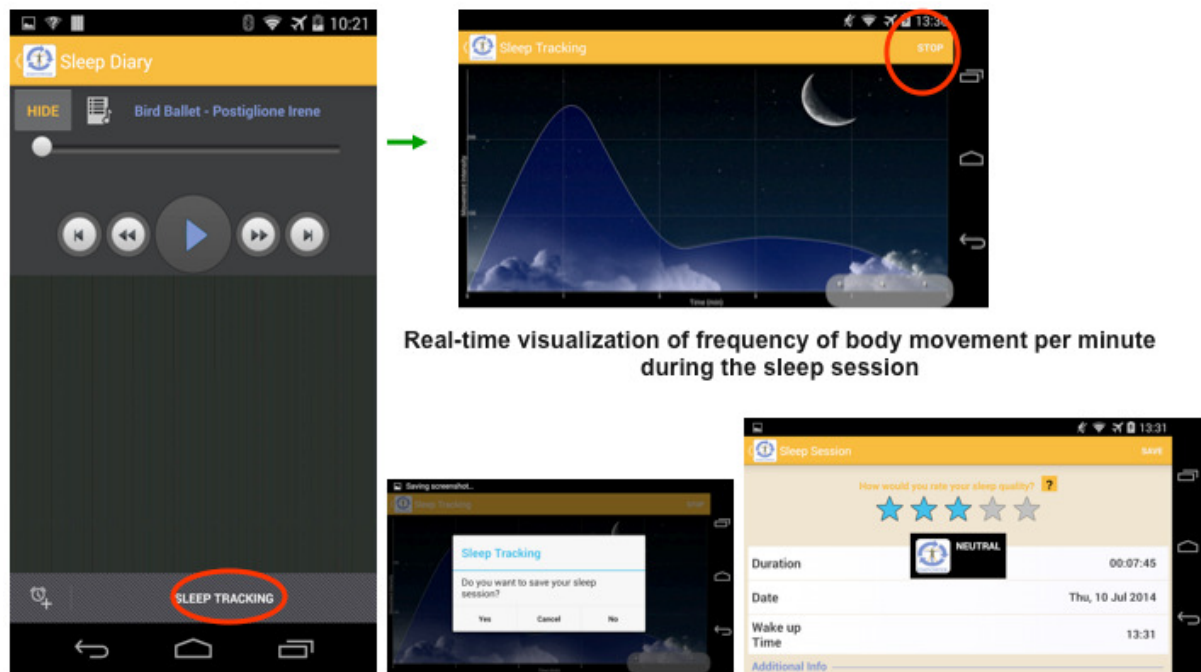 10:21
Sleep Diary
HIDE
Bird Ballet - Postiglione Irene
SLEEP TRACKING
13:30
Sleep Tracking
STOP
Movement Intensity
Time (min)
Real-time visualization of frequency of body movement per minute
during the sleep session
Saving screenshot...
Sleep Tracking
Sleep Tracking
Do you want to save your sleep
session?
Yes
Cancel
No
13:31
Sleep Session
SAVE
How would you rate your sleep quality?
?
NEUTRAL
Duration
00:07:45
Date
Thu, 10 Jul 2014
Wake up
Time
13:31
Additional Info